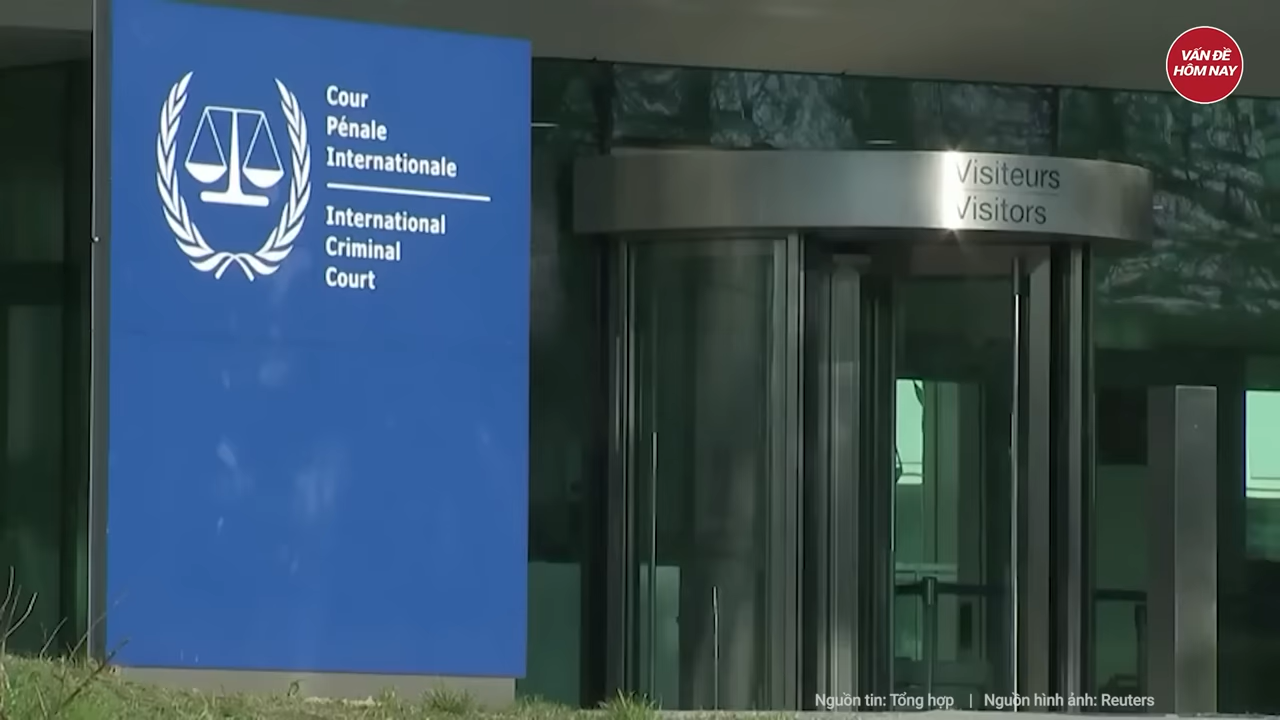 Cour
Pénale
Internationale
International
Criminal
Court
VẤN ĐỀ
HÔM NAY
Visiteurs
Visitors
Nguồn tin: Tổng hợp | Nguồn hình ảnh: Reuters